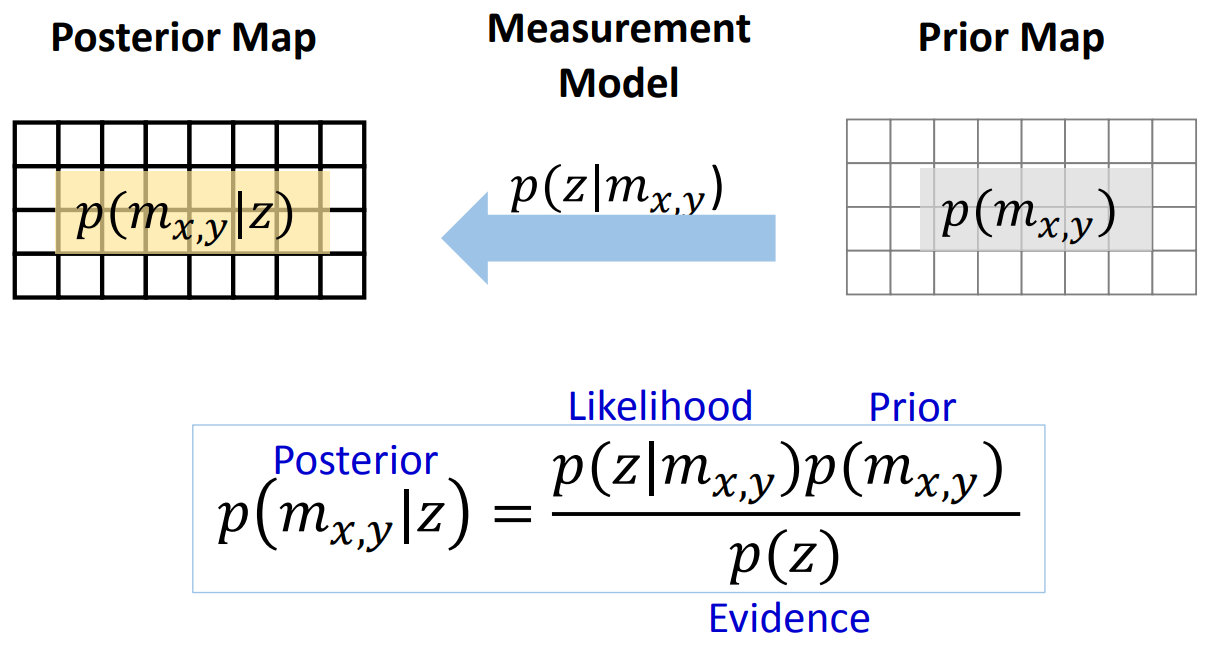 Posterior Map
Measurement
Model
Prior Map
p(m_{x,y}|z)
p(z|m_{x,y})
p(m_{x,y})
Likelihood
Prior
Posterior
p(m_{x,y}|z) = \frac{p(z|m_{x,y})p(m_{x,y})}{p(z)}
Evidence